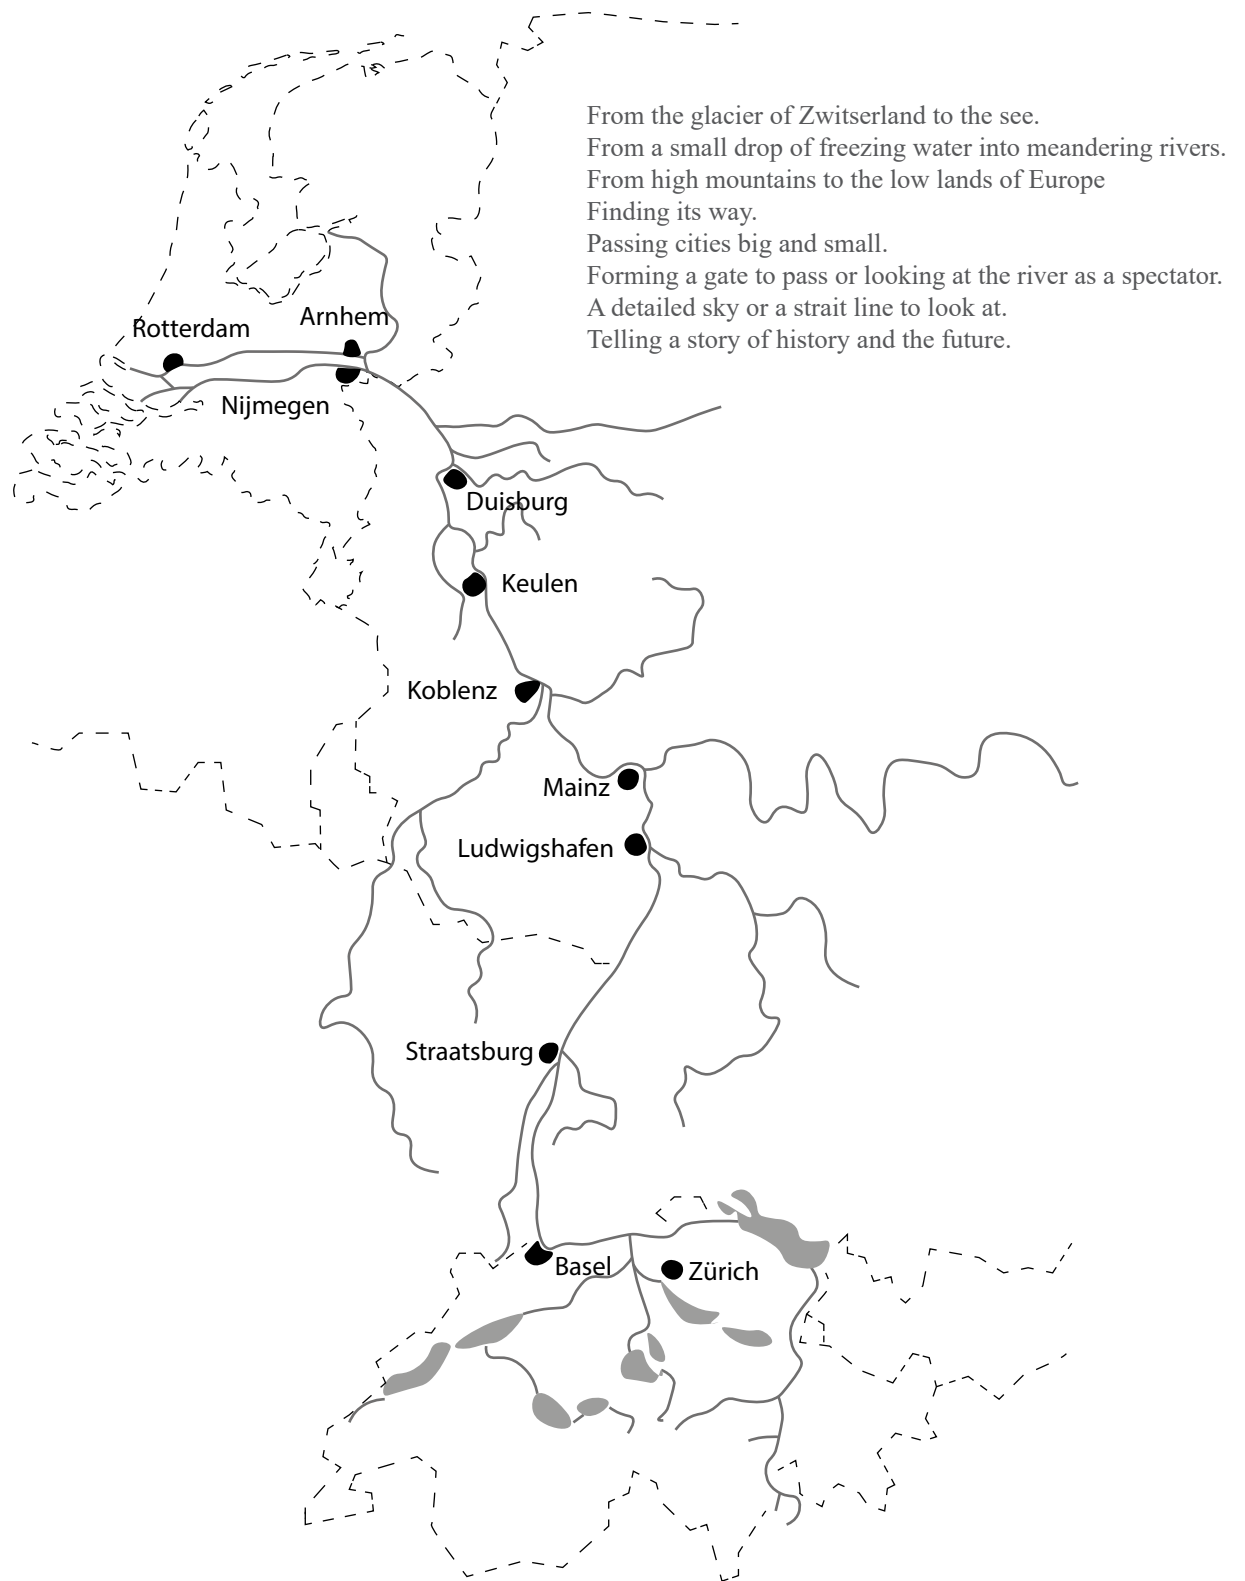 From the glacier of Zwitserland to the see.
From a small drop of freezing water into meandering rivers.
From high mountains to the low lands of Europe
Finding its way.
Passing cities big and small.
Forming a gate to pass or looking at the river as a spectator.
A detailed sky or a strait line to look at.
Telling a story of history and the future.
Rotterdam
Arnhem
Nijmegen
Duisburg
Keulen
Koblenz
Mainz
Ludwigshafen
Straatsburg
Basel
Zürich